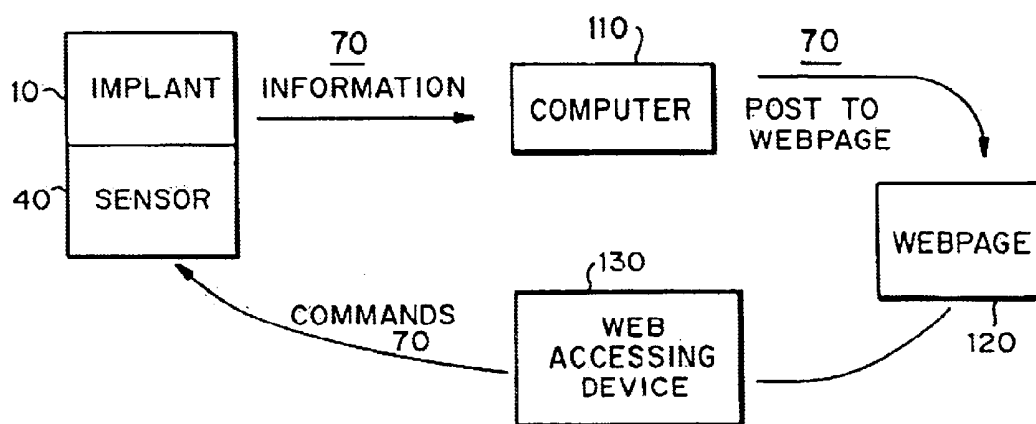 10
IMPLANT
40
SENSOR
70
INFORMATION
110
COMPUTER
70
POST TO
WEBPAGE
WEBPAGE
120
130
WEB
ACCESSING
DEVICE
COMMANDS
70